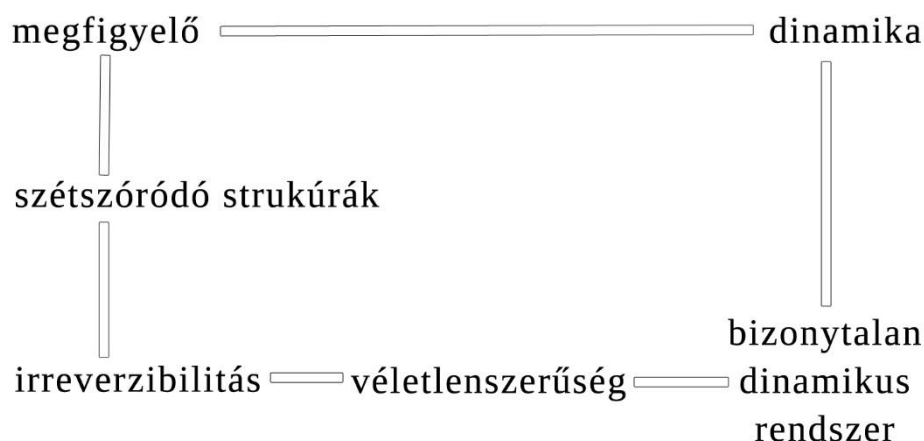 megfigyelő dinamika
szétszóródó strukúrák
bizonytalan
irreverzibilitás véletlenszerűség dinamikus
rendszer